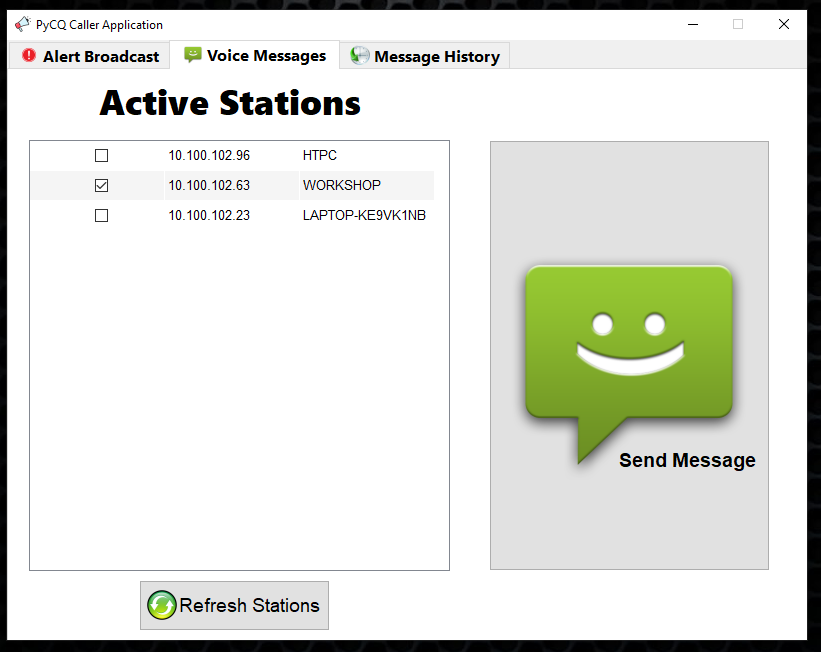 PyCQ Caller Application
Alert Broadcast Voice Messages Message History
Active Stations
10.100.102.96 HTPC
10.100.102.63 WORKSHOP
10.100.102.23 LAPTOP-KE9VK1NB
Send Message
Refresh Stations